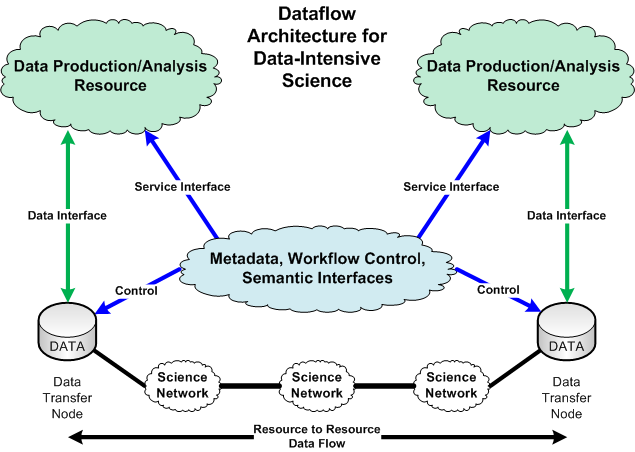 Dataflow
Architecture for
Data-Intensive
Science
Data Production/Analysis
Resource
Data Production/Analysis
Resource
Service Interface
Service Interface
Data Interface
Data Interface
Metadata, Workflow Control,
Semantic Interfaces
Control
Control
DATA
DATA
Science
Network
Science
Network
Science
Network
Data
Transfer
Node
Data
Transfer
Node
Resource to Resource
Data Flow